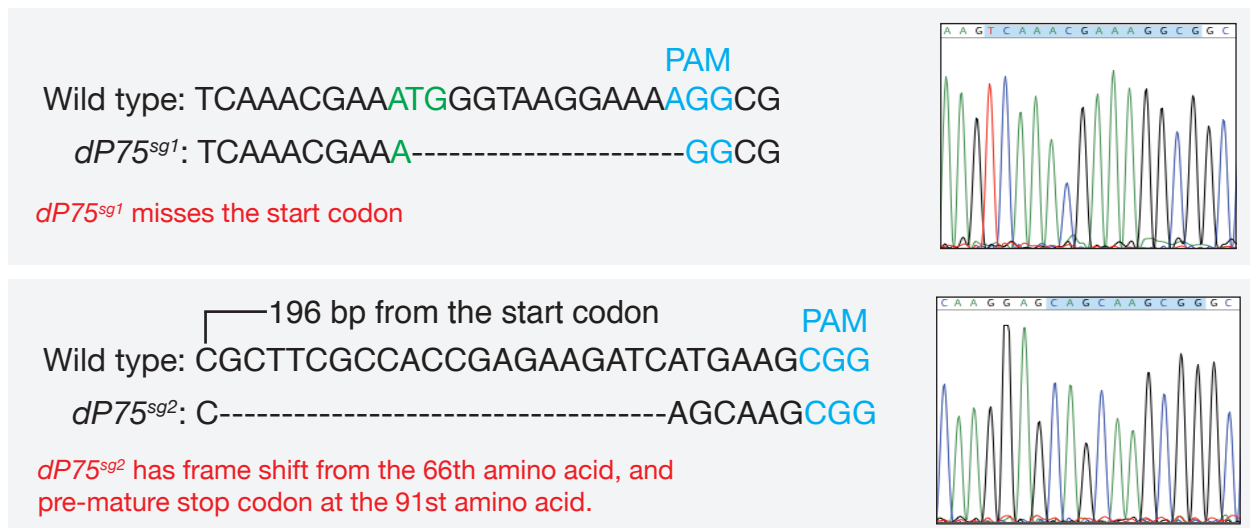 PAM
Wild type: TCAAACGAAATGGGTAAGGAAAAGGCG
dP75sg1: TCAAACGAAA----------------------GGCG
dP75sg1 misses the start codon
A A G T C A A A C G A A A G G C G G C
196 bp from the start codon
PAM
Wild type: CGCTTCGCCACCGAGAAGATCATGAAGCGG
dP75sg2: C------------------------------------AGCAAGCGG
dP75sg2 has frame shift from the 66th amino acid, and
pre-mature stop codon at the 91st amino acid.
C A A G G A G C A G C A A G C G G G C